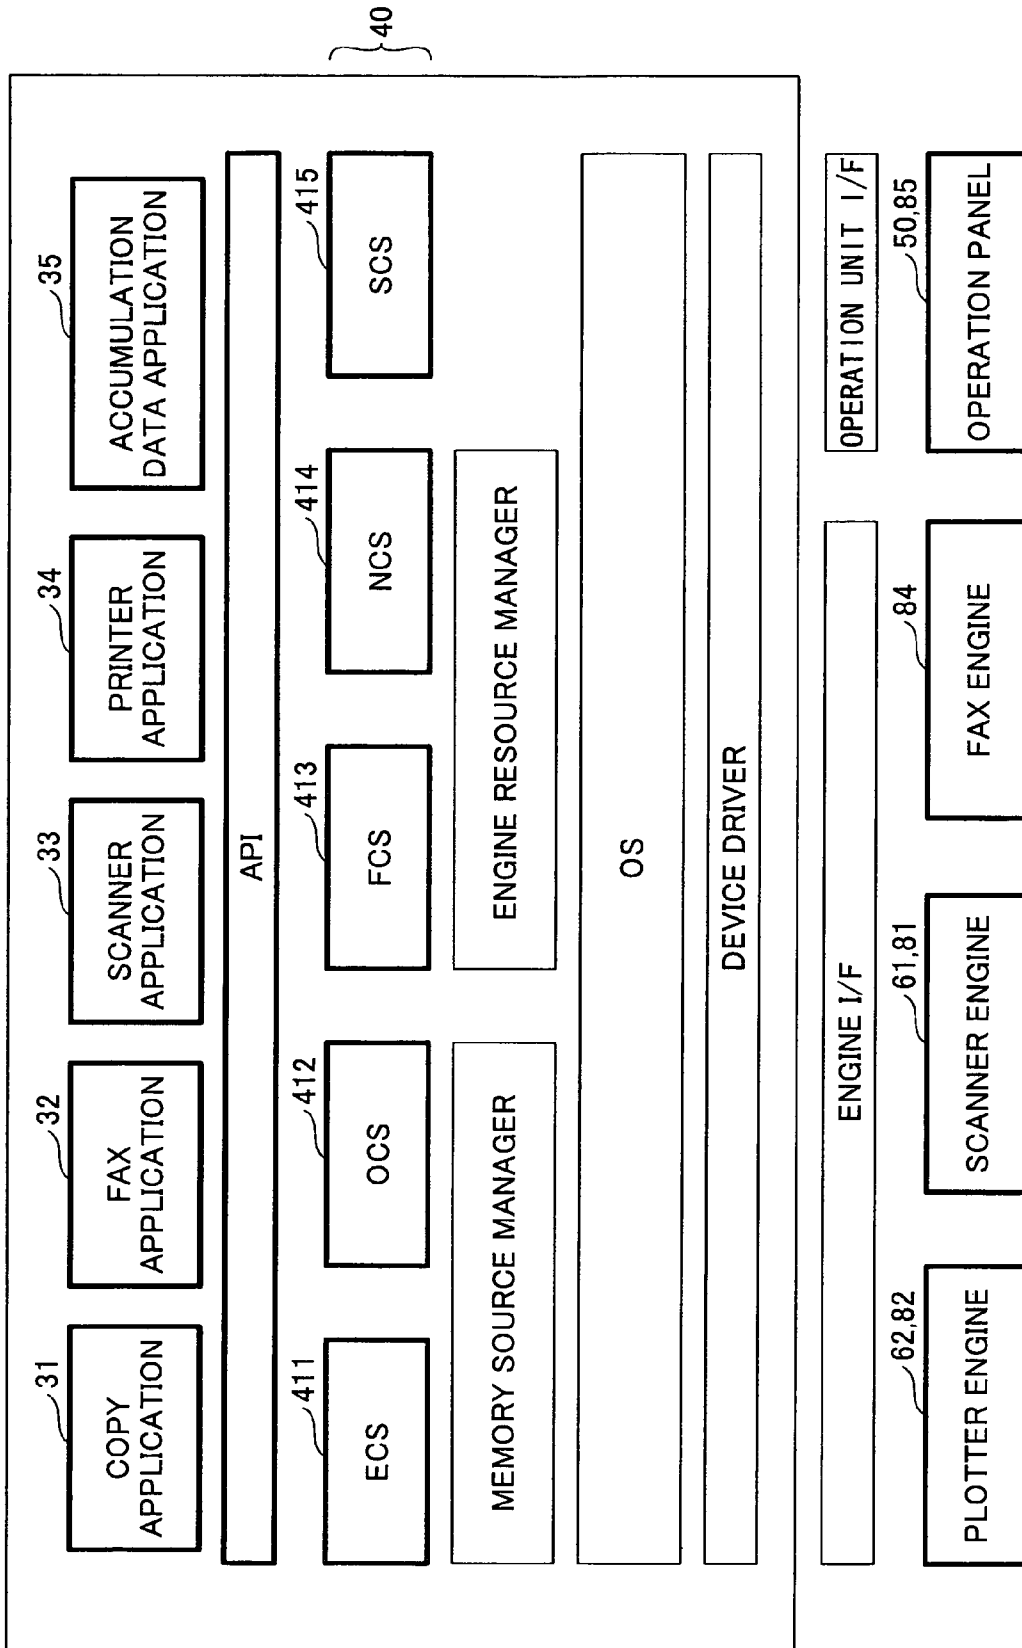 31
COPY
APPLICATION
32
FAX
APPLICATION
33
SCANNER
APPLICATION
34
PRINTER
APPLICATION
35
ACCUMULATION
DATA APPLICATION
API
40
411
ECS
412
OCS
413
FCS
414
NCS
415
SCS
MEMORY SOURCE MANAGER
ENGINE RESOURCE MANAGER
OS
DEVICE DRIVER
ENGINE I/F
OPERATION UNIT I/F
62,82
PLOTTER ENGINE
61,81
SCANNER ENGINE
84
FAX ENGINE
50,85
OPERATION PANEL